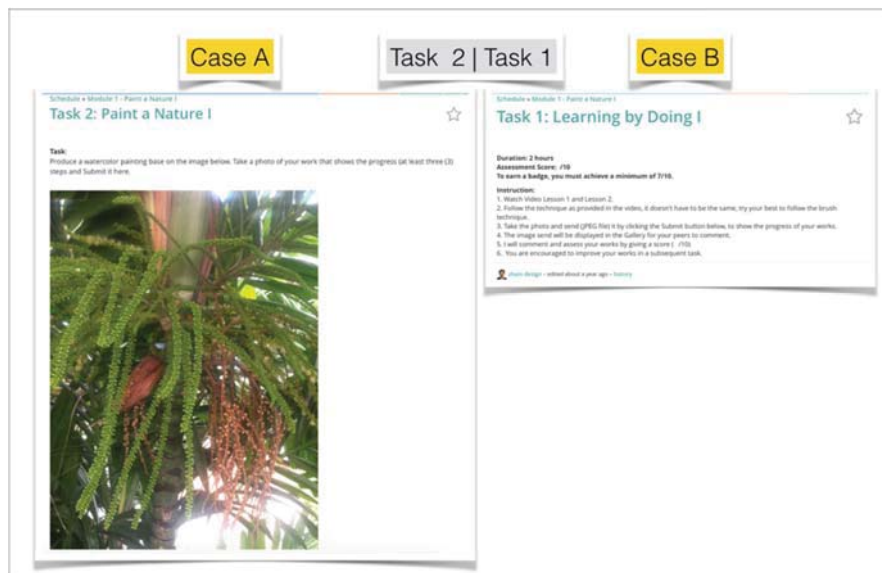 Case A
Task 2 | Task 1
Case B
Schedule • Module 1 - Paint a Nature I
Task 2: Paint a Nature I
Task:
Produce a watercolor painting base on the image below. Take a photo of your work that shows the progress (at least three (3)
steps and Submit it here.
Schedule • Module 1 - Paint a Nature I
Task 1: Learning by Doing I
Duration: 2 hours
Assessment Score: /10
To earn a badge, you must achieve a minimum of 7/10.
Instruction:
1. Watch Video Lesson 1 and Lesson 2.
2. Follow the technique as provided in the video, it doesn't have to be the same, try your best to follow the brush
technique.
3. Take the photo and send (JPEG file) it by clicking the Submit button below, to show the progress of your works.
4. The image send will be displayed in the Gallery for your peers to comment.
5. I will comment and assess your works by giving a score ( /10)
6. You are encouraged to improve your works in a subsequent task.
design – edited about a year ago – history